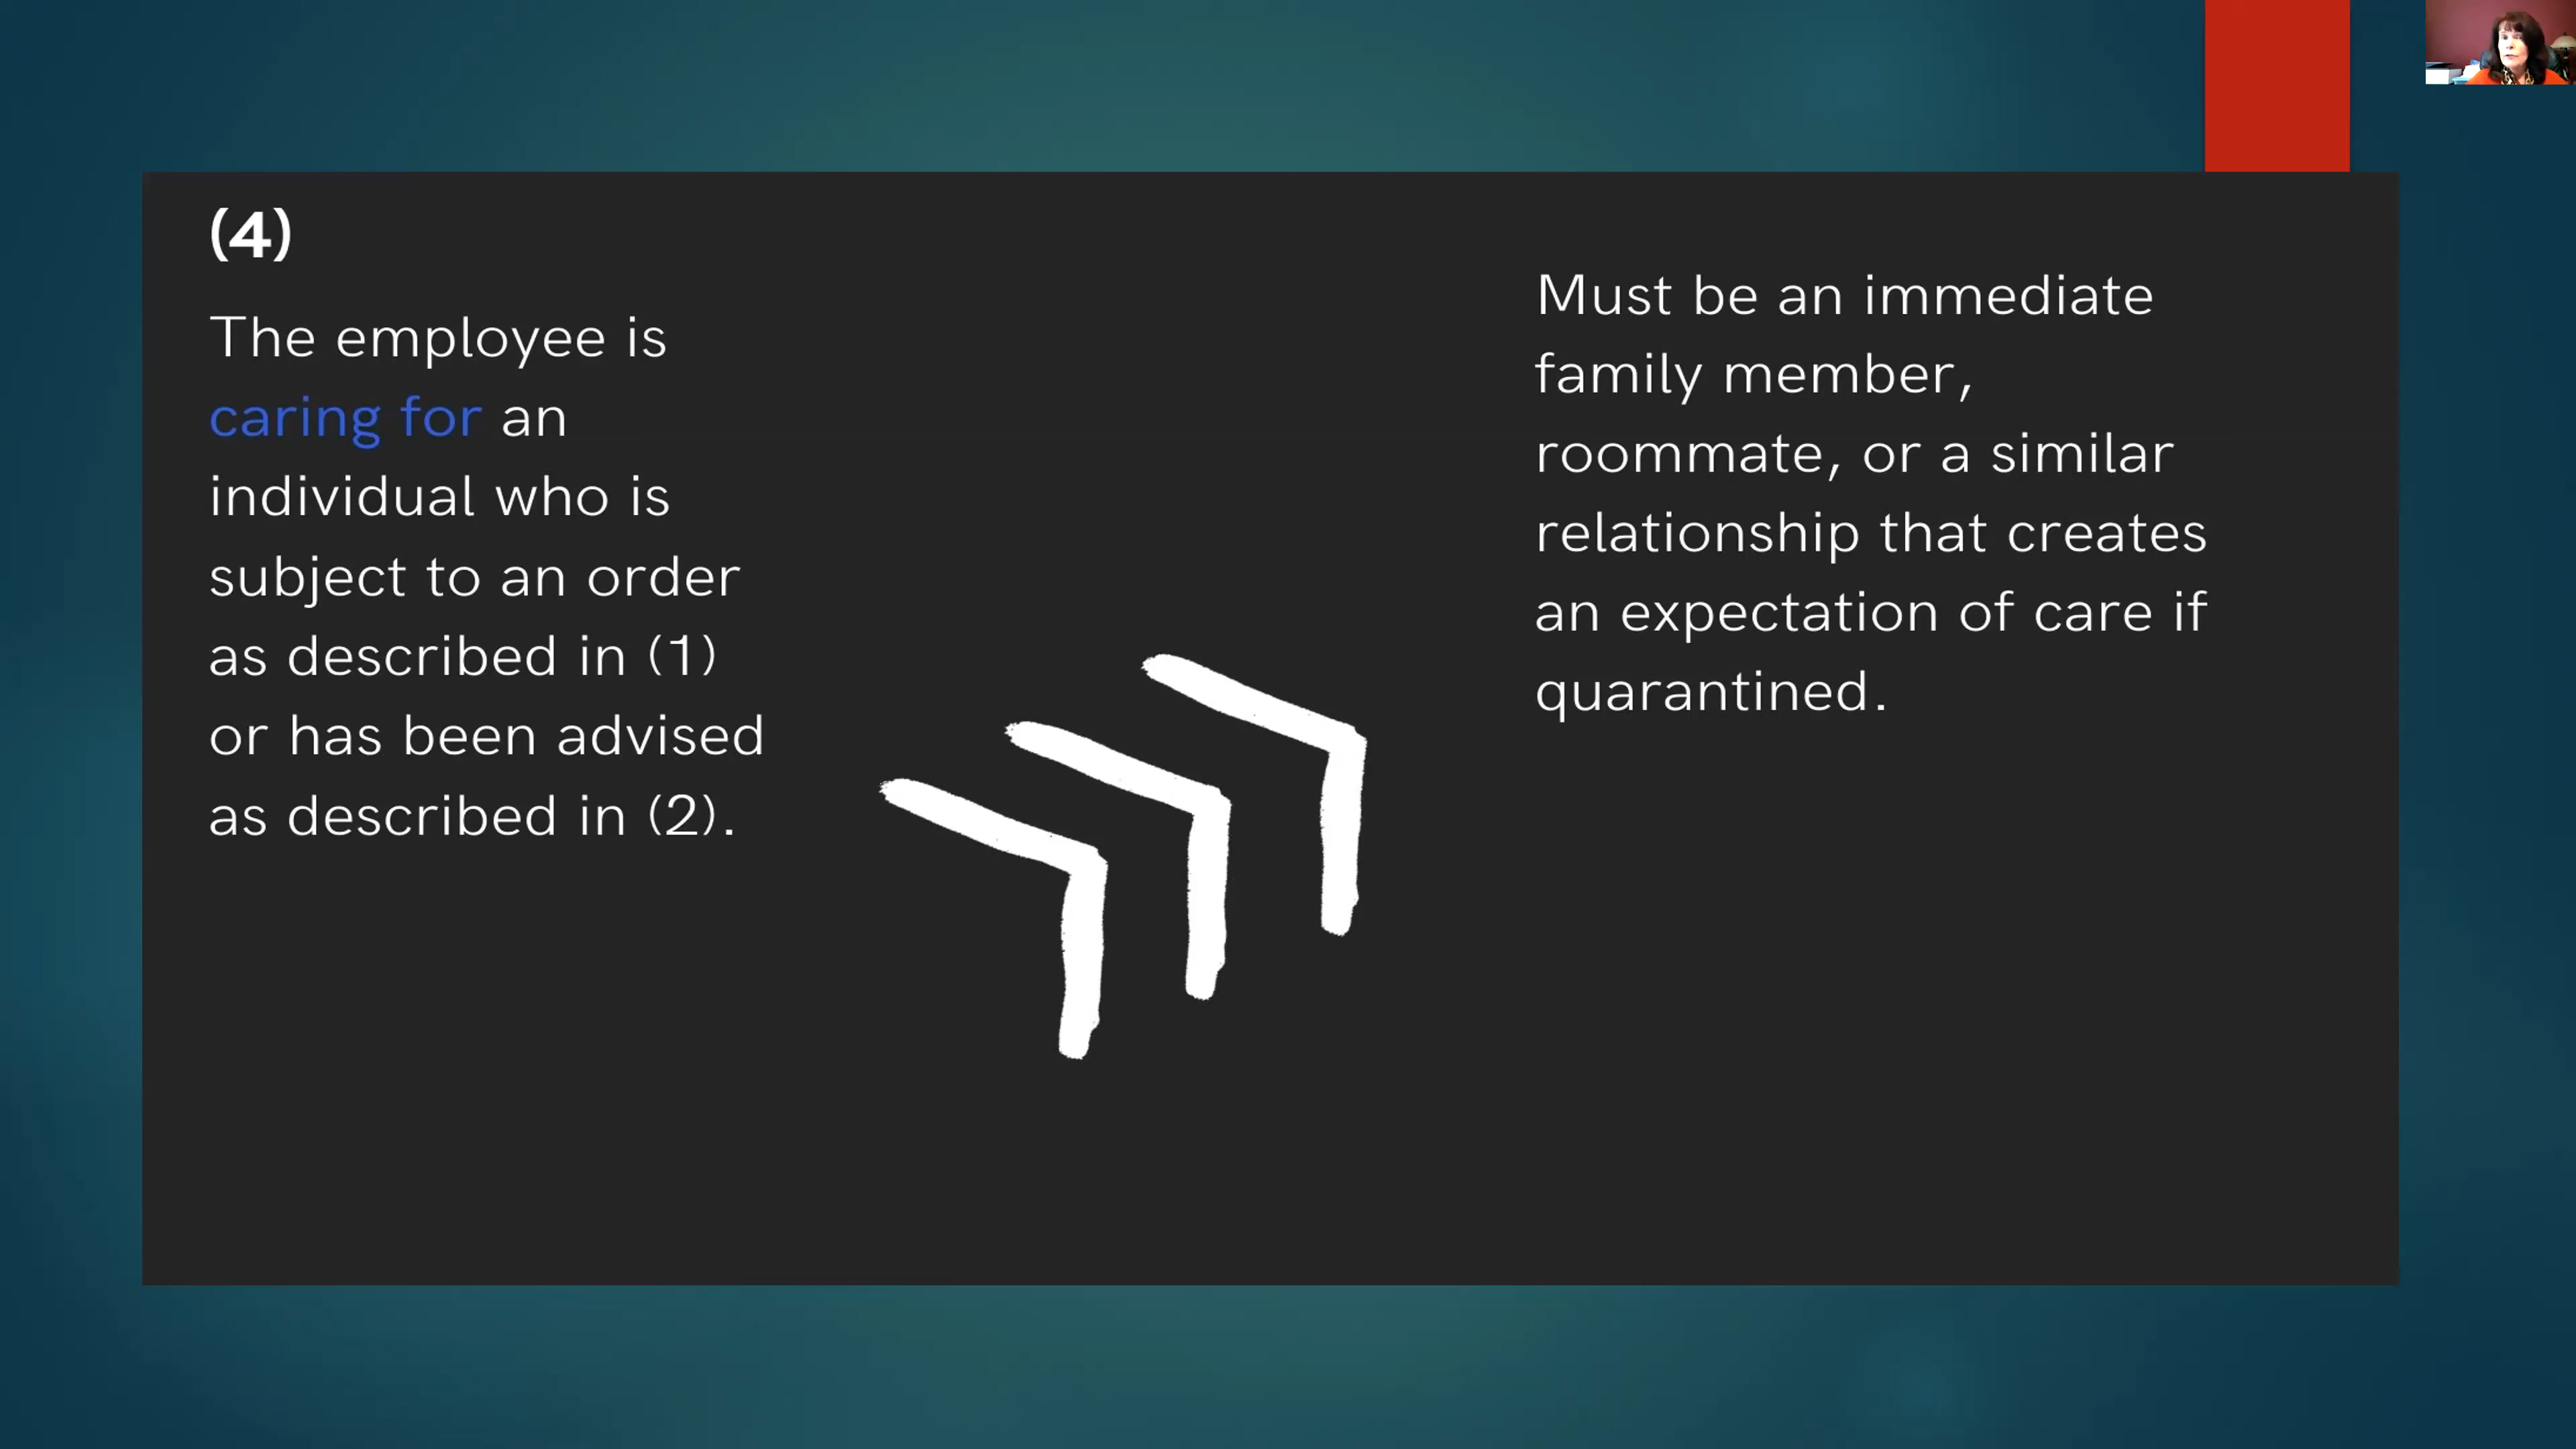 (4)
The employee is
caring for an
individual who is
subject to an order
as described in (1)
or has been advised
as described in (2).
Must be an immediate
family member,
roommate, or a similar
relationship that creates
an expectation of care if
quarantined.